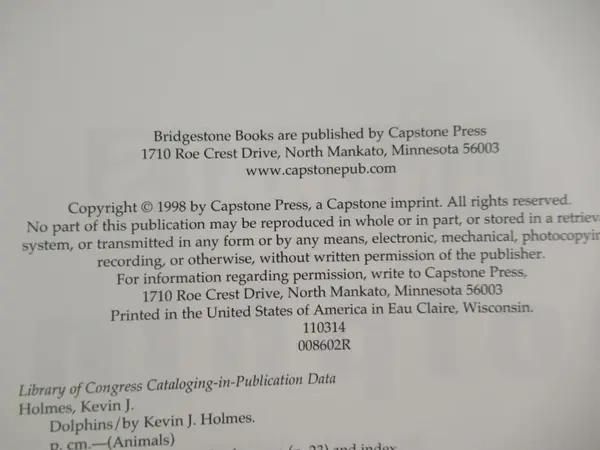 Bridgestone Books are published by Capstone Press
1710 Roe Crest Drive, North Mankato, Minnesota 56003
www.capstonepub.com
Copyright © 1998 by Capstone Press, a Capstone imprint. All rights reserved.
No part of this publication may be reproduced in whole or in part, or stored in a retriev
system, or transmitted in any form or by any means, electronic, mechanical, photocopyin
recording, or otherwise, without written permission of the publisher.
For information regarding permission, write to Capstone Press,
1710 Roe Crest Drive, North Mankato, Minnesota 56003
Printed in the United States of America in Eau Claire, Wisconsin.
110314
008602R
Library of Congress Cataloging-in-Publication Data
Holmes, Kevin J.
Dolphins/by Kevin J. Holmes.
p. cm.—(Animals)
(p. 23) and index